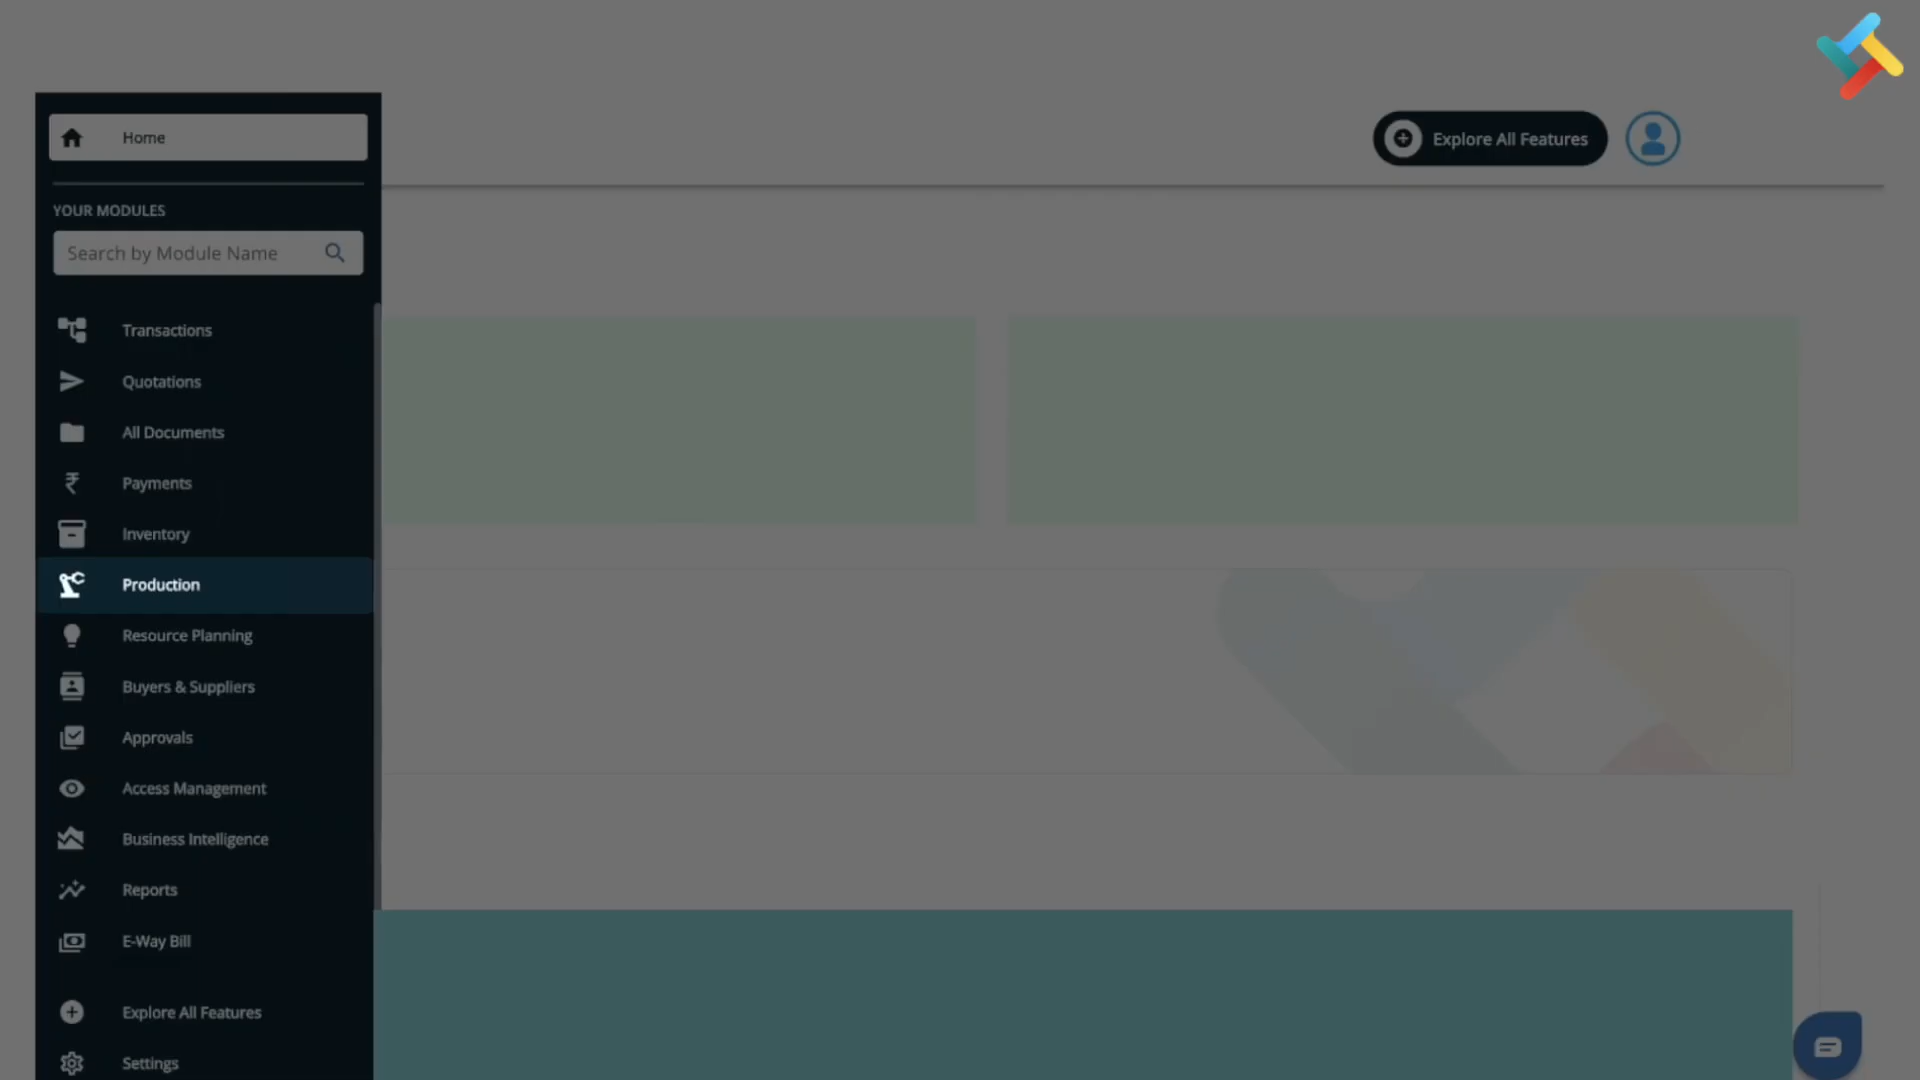 Home
Explore All Features
YOUR MODULES
Search by Module Name
Transactions
Quotations
All Documents
Payments
Inventory
Production
Resource Planning
Buyers & Suppliers
Approvals
Access Management
Business Intelligence
Reports
E-Way Bill
Explore All Features
Settings